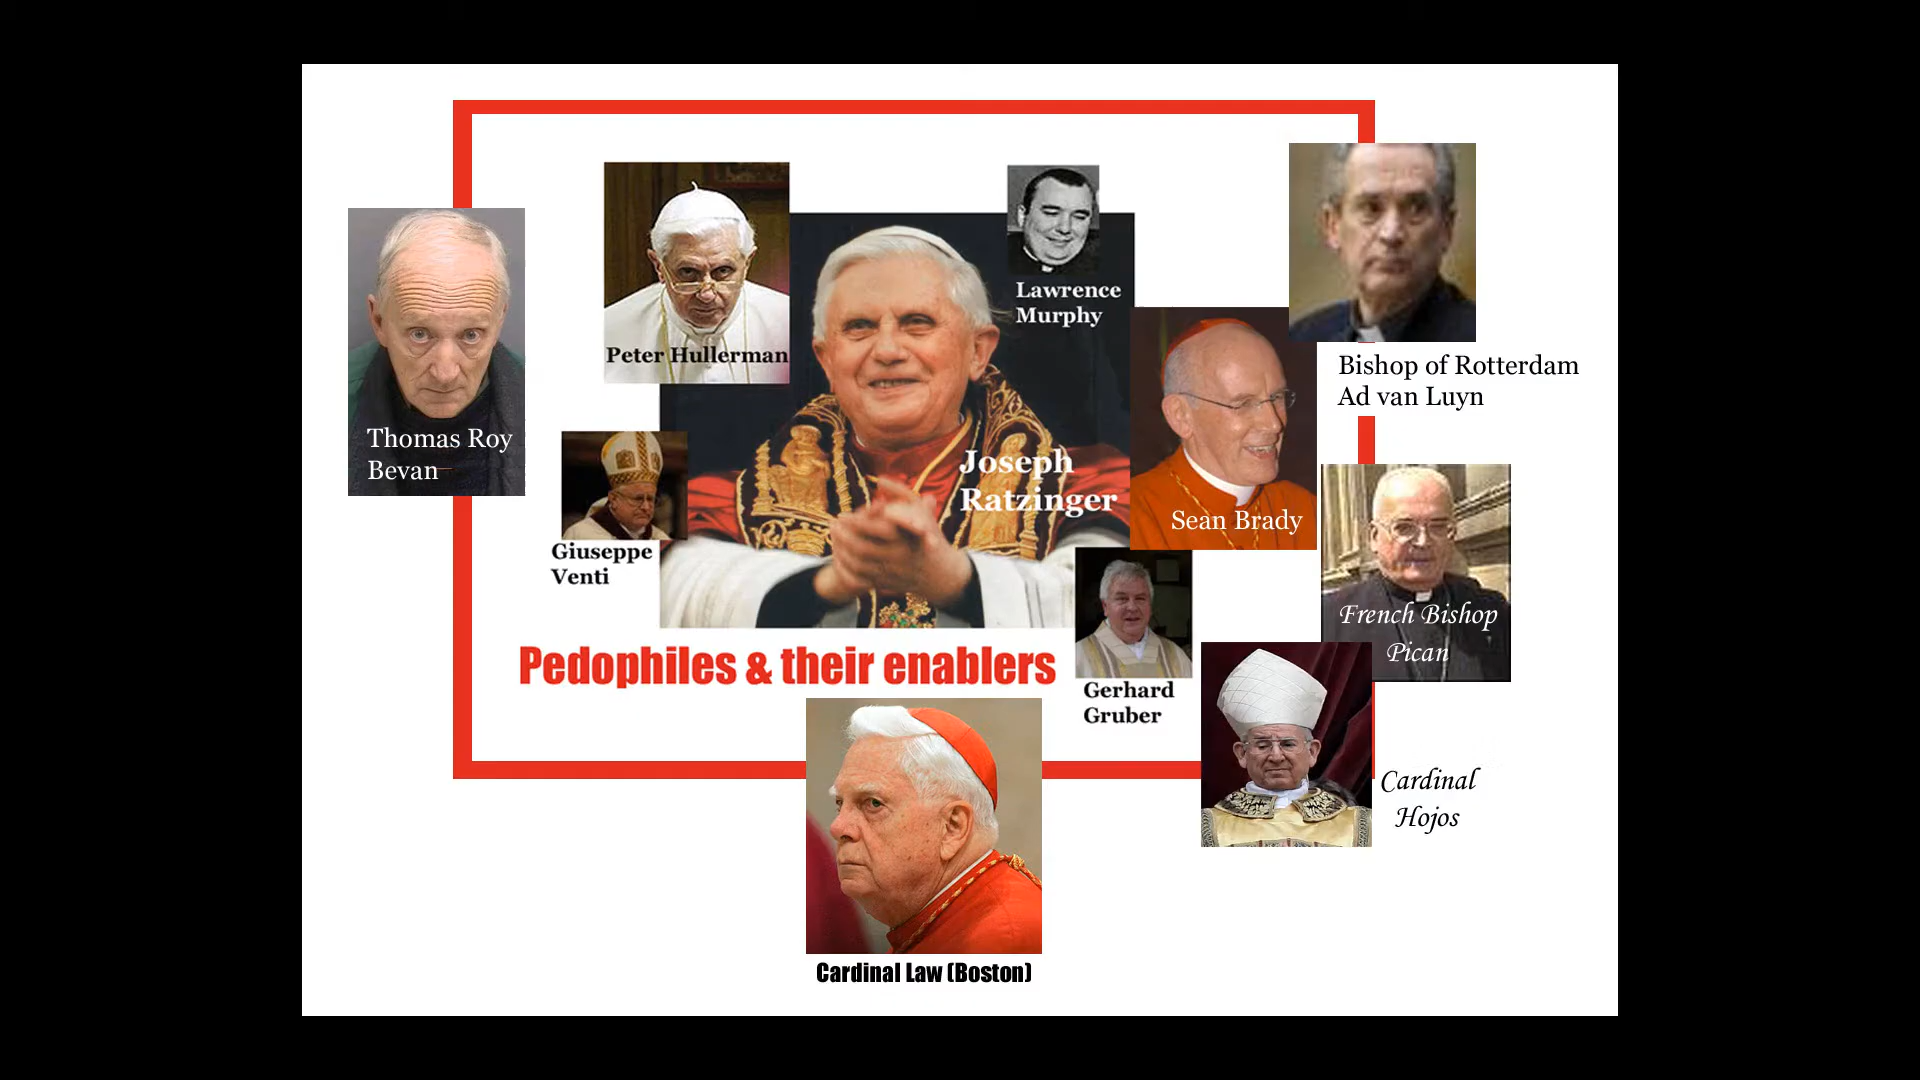 Lawrence
Murphy
Peter Hullerman
Bishop of Rotterdam
Ad van Luyn
Thomas Roy
Bevan
Joseph
Ratzinger
Sean Brady
Giuseppe
Venti
French Bishop
Pican
Pedophiles & their enablers
Gerhard
Gruber
Cardinal
Hojos
Cardinal Law (Boston)